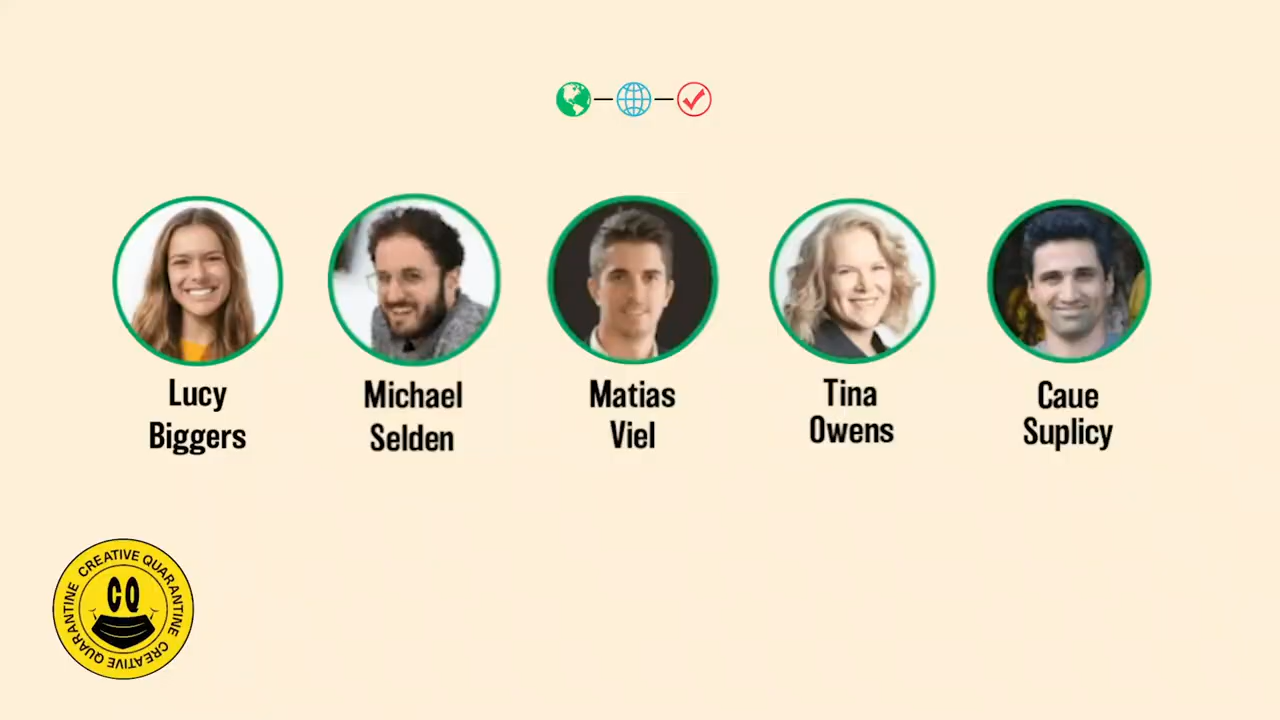 Lucy
Biggers
Michael
Selden
Matias
Viel
Tina
Owens
Caue
Suplicy
CREATIVE QUARANTINE CREATIVE QUARANTINE
CQ